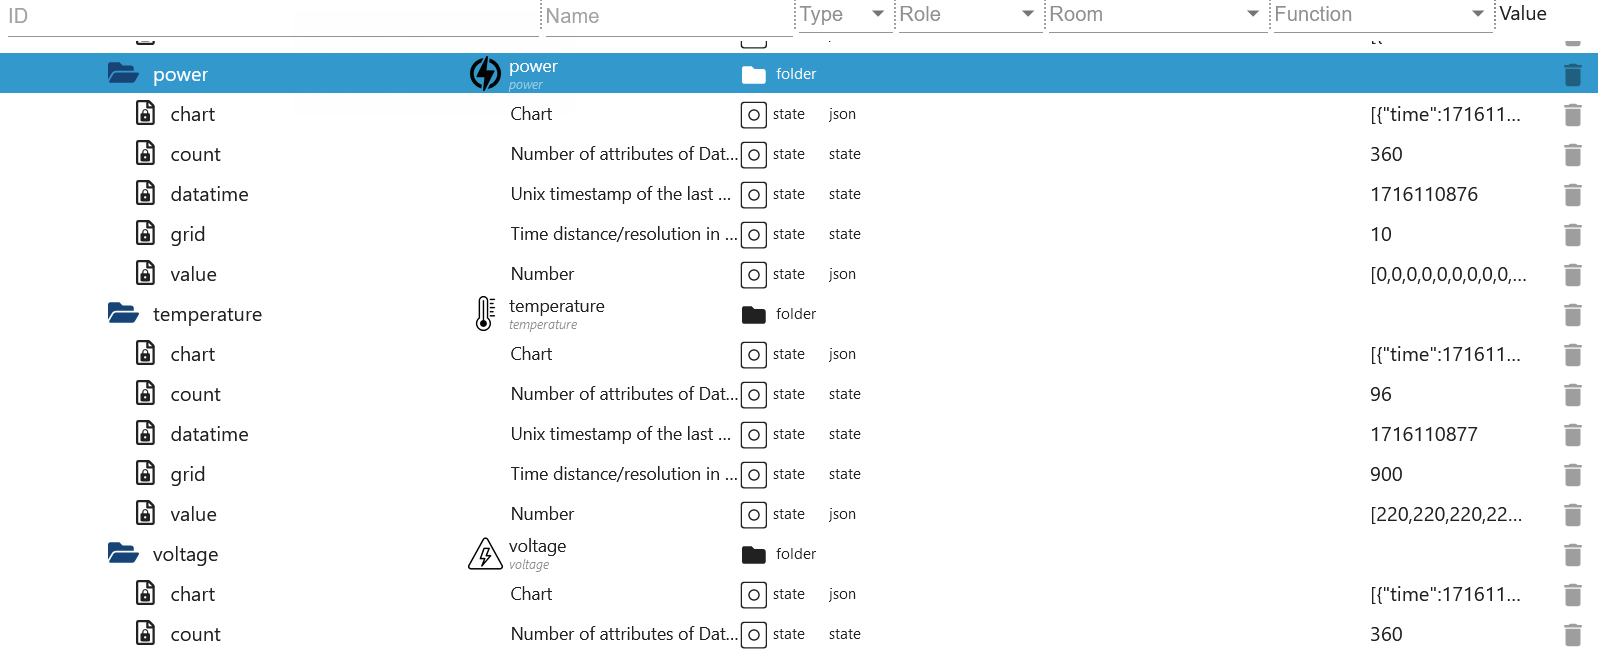 ID Name Type Role Room Function Value
power power folder
power
chart Chart state json [{"time":171611...
count Number of attributes of Dat... state state 360
datatime Unix timestamp of the last ... state state 1716110876
grid Time distance/resolution in ... state state 10
value Number state json [0,0,0,0,0,0,0,0,0,...
temperature temperature folder
temperature
chart Chart state json [{"time":171611...
count Number of attributes of Dat... state state 96
datatime Unix timestamp of the last ... state state 1716110877
grid Time distance/resolution in ... state state 900
value Number state json [220,220,220,22...
voltage voltage folder
voltage
chart Chart state json [{"time":171611...
count Number of attributes of Dat... state state 360